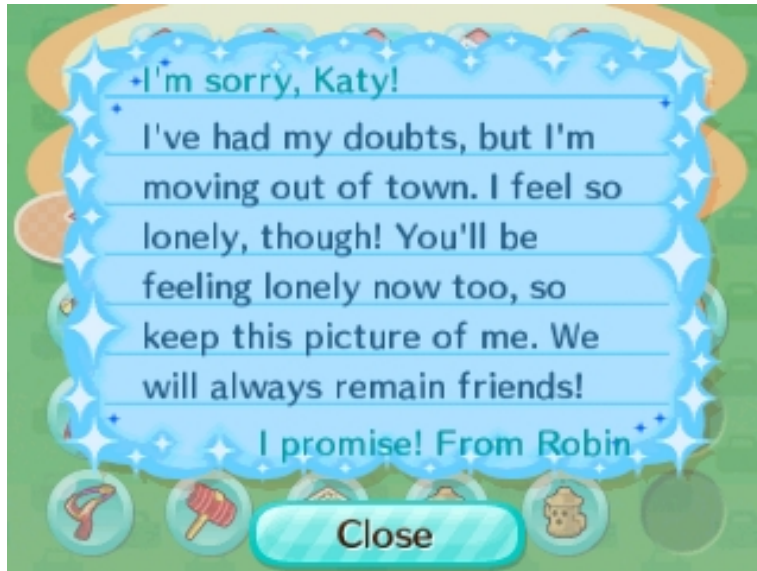 I'm sorry, Katy!
I've had my doubts, but I'm
moving out of town. I feel so
lonely, though! You'll be
feeling lonely now too, so
keep this picture of me. We
will always remain friends!
I promise! From Robin
Close